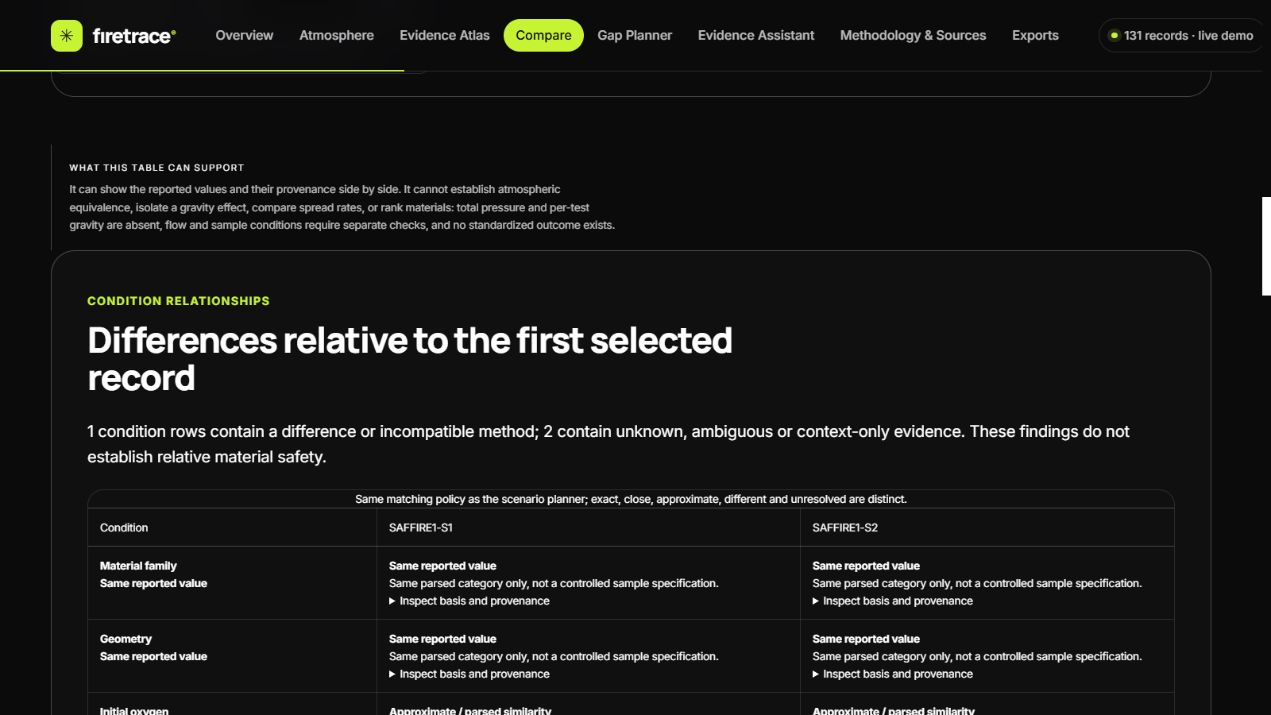 firetrace
Overview
Atmosphere
Evidence Atlas
Compare
Gap Planner
Evidence Assistant
Methodology & Sources
Exports
131 records · live demo
WHAT THIS TABLE CAN SUPPORT
It can show the reported values and their provenance side by side. It cannot establish atmospheric
equivalence, isolate a gravity effect, compare spread rates, or rank materials: total pressure and per-test
gravity are absent, flow and sample conditions require separate checks, and no standardized outcome exists.
CONDITION RELATIONSHIPS
Differences relative to the first selected
record
1 condition rows contain a difference or incompatible method; 2 contain unknown, ambiguous or context-only evidence. These findings do not
establish relative material safety.
Same matching policy as the scenario planner; exact, close, approximate, different and unresolved are distinct.
Condition
SAFFIRE1-S1
SAFFIRE1-S2
Material family
Same reported value
Same reported value
Same parsed category only, not a controlled sample specification.
Inspect basis and provenance
Same reported value
Same parsed category only, not a controlled sample specification.
Inspect basis and provenance
Geometry
Same reported value
Same reported value
Same parsed category only, not a controlled sample specification.
Inspect basis and provenance
Same reported value
Same parsed category only, not a controlled sample specification.
Inspect basis and provenance
Initial oxygen
Approximate / parsed similarity
Approximate / parsed similarity